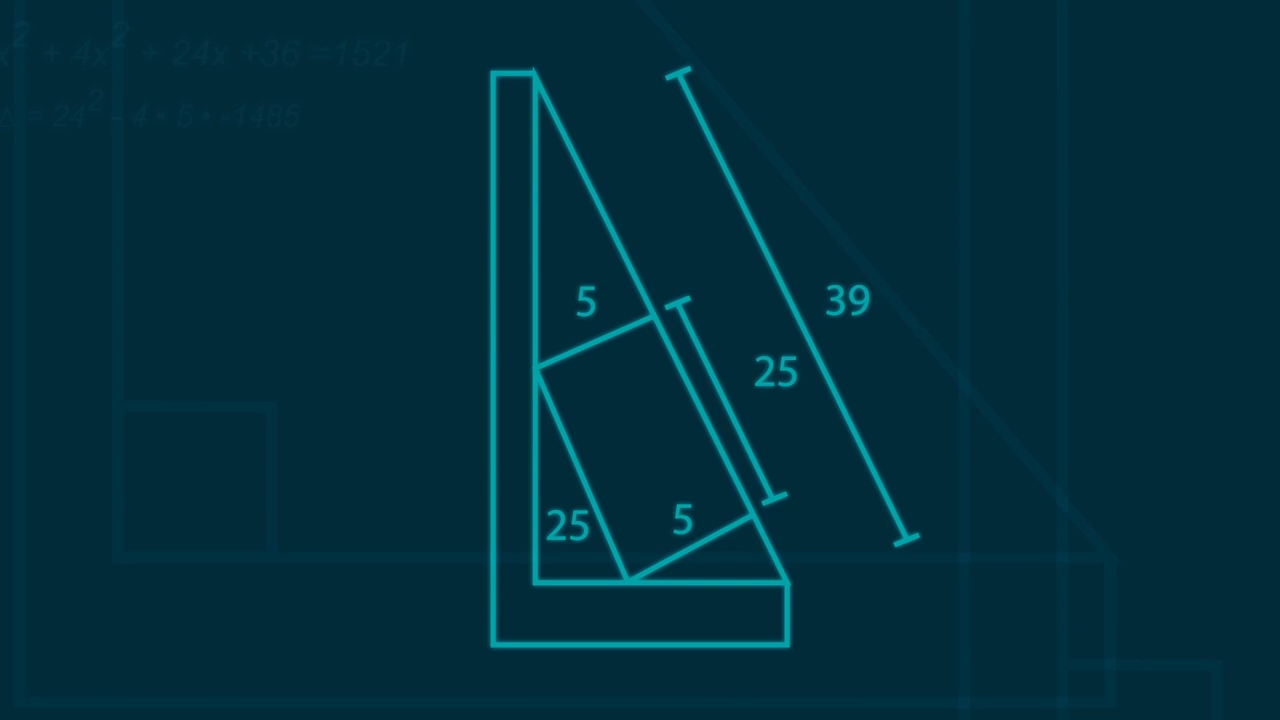 x² + 4x² + 24x +36 =1521
Δ = 24² - 4 • 5 • -1485
5
39
25
25
5